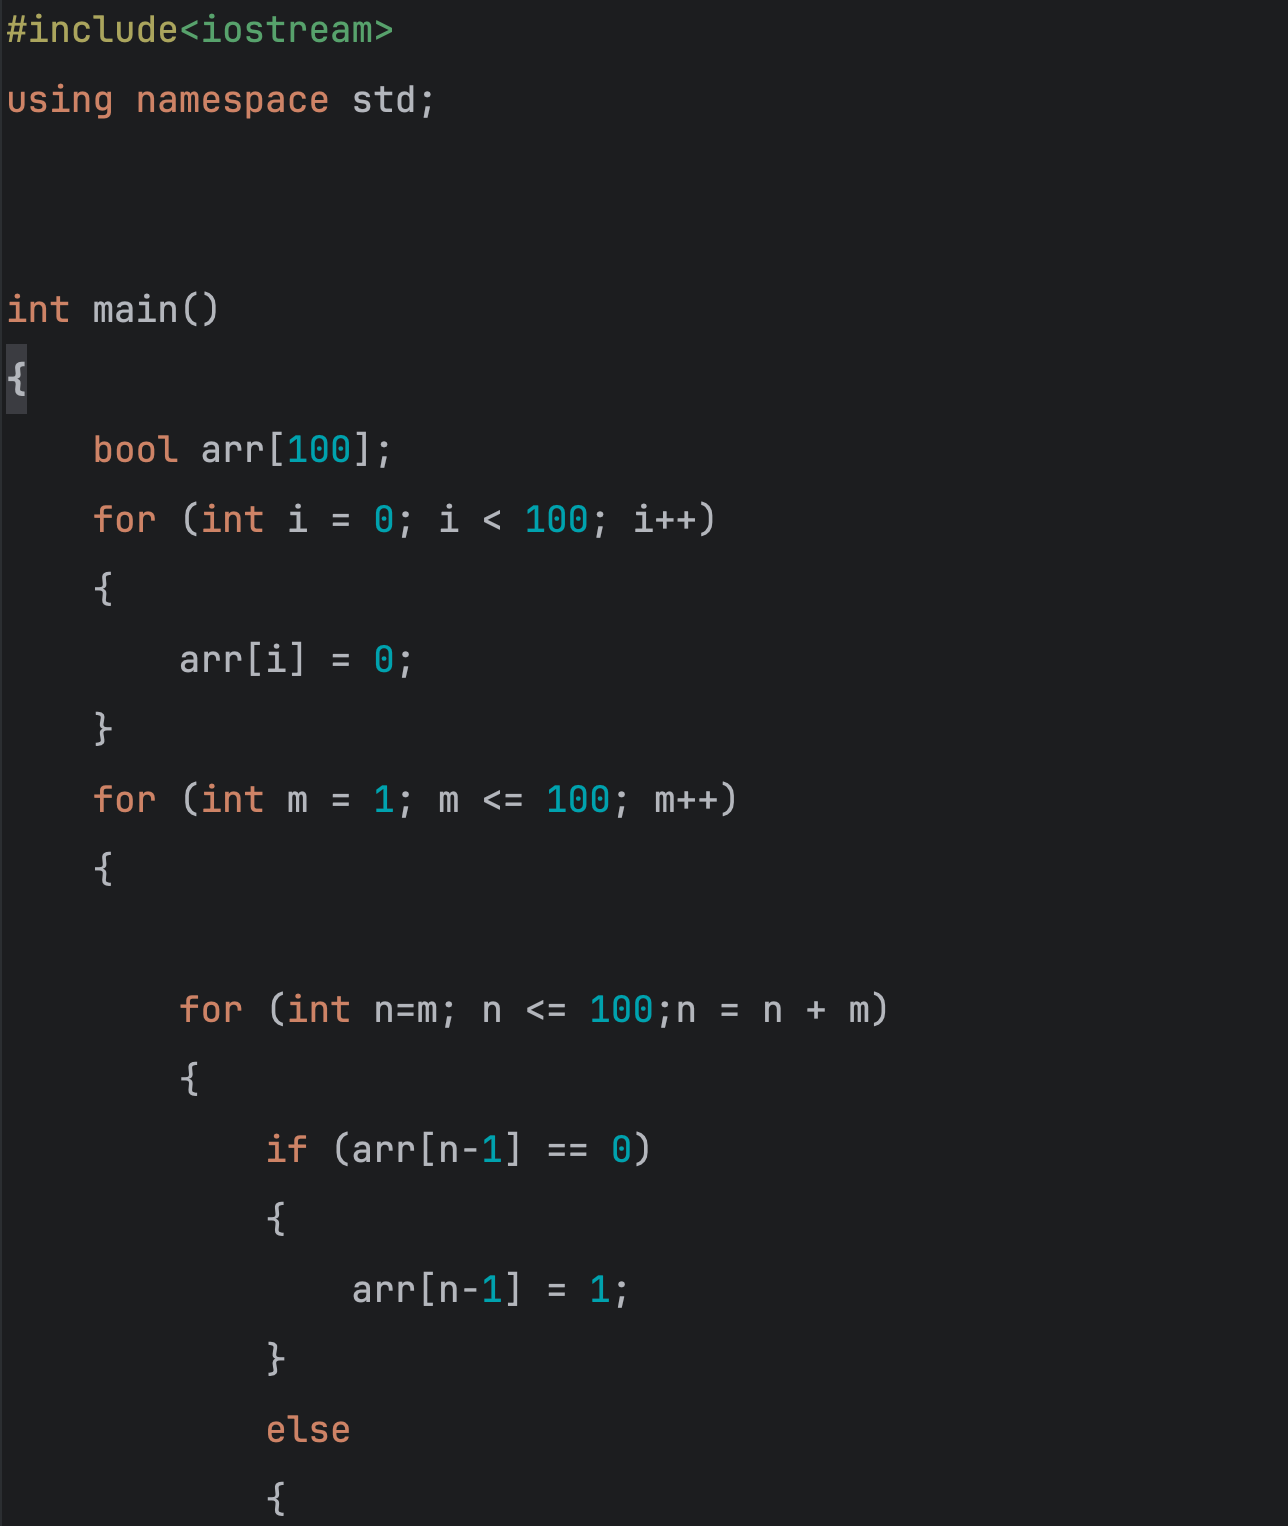 #include<iostream>
using namespace std;
int main()
{
    bool arr[100];
    for (int i = 0; i < 100; i++)
    {
        arr[i] = 0;
    }
    for (int m = 1; m <= 100; m++)
    {
        for (int n=m; n <= 100;n = n + m)
        {
            if (arr[n-1] == 0)
            {
                arr[n-1] = 1;
            }
            else
            {